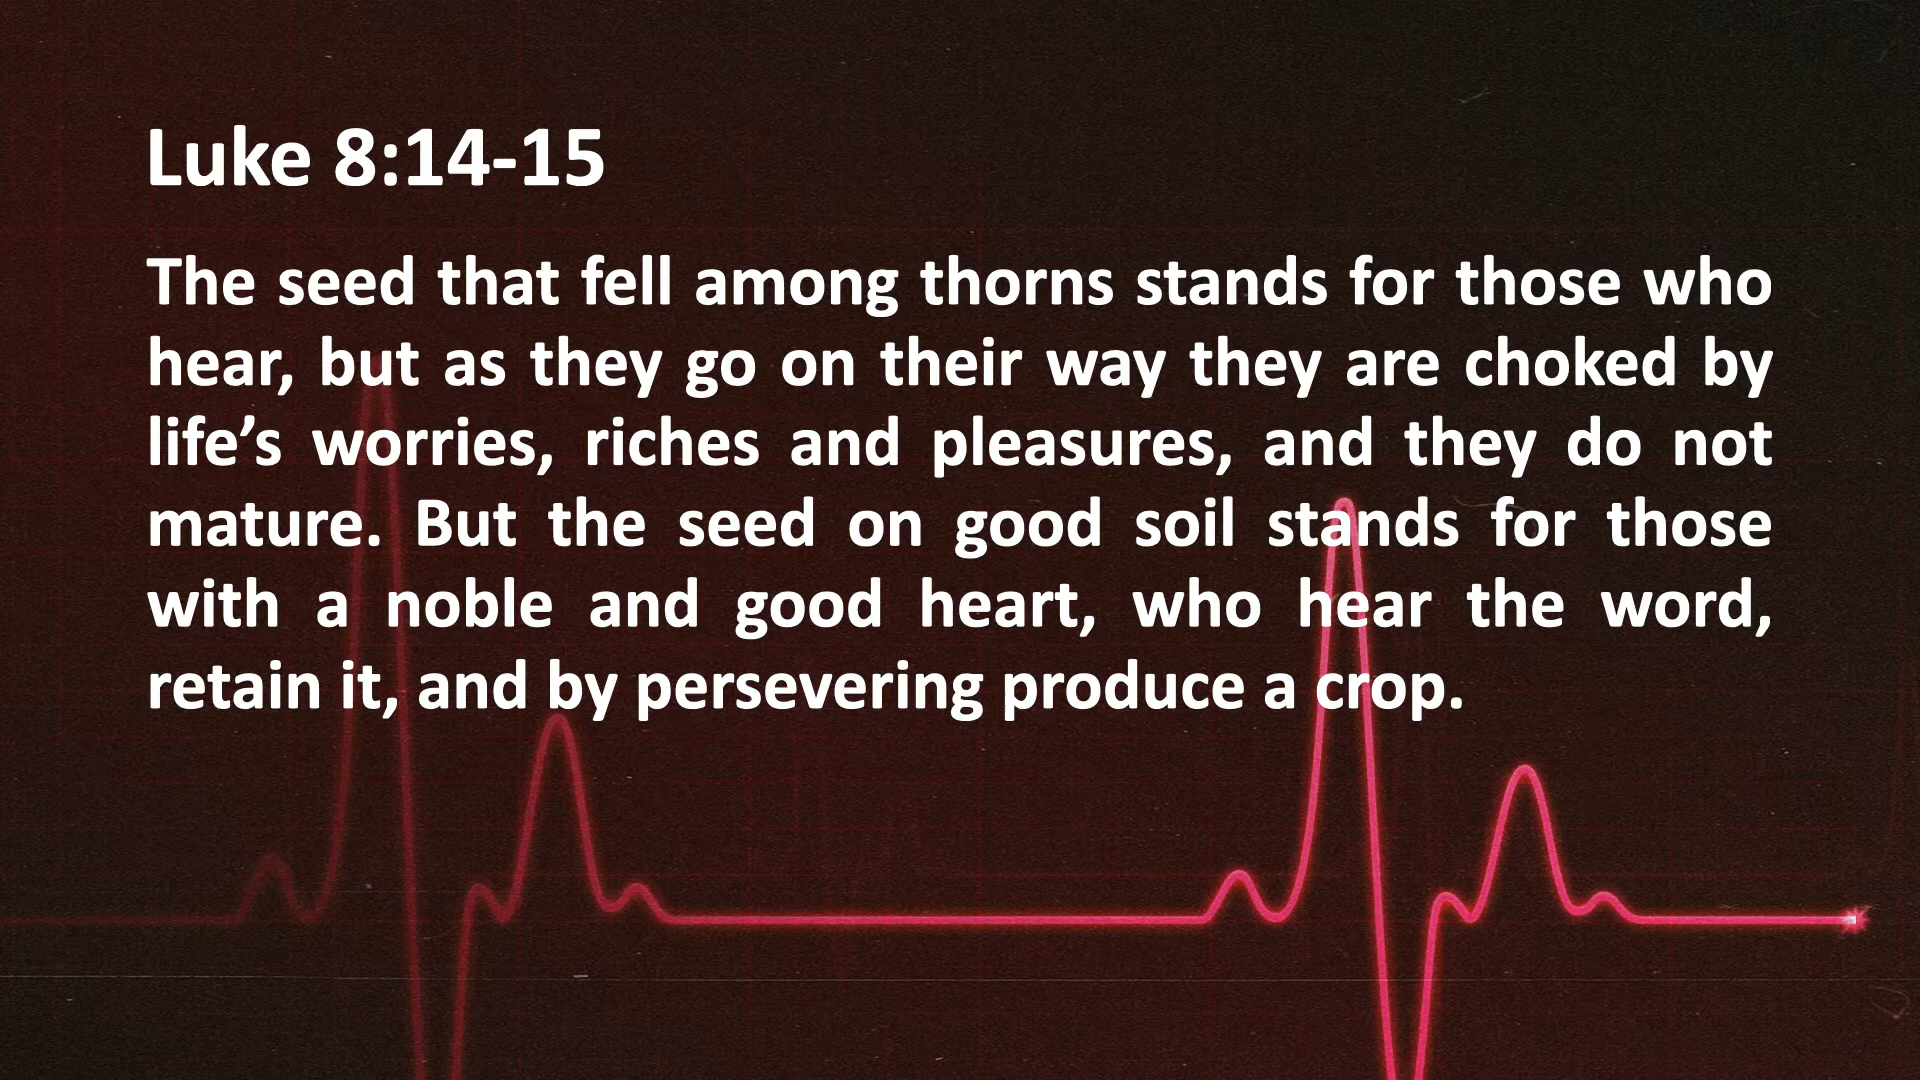 Luke 8:14-15
The seed that fell among thorns stands for those who
hear, but as they go on their way they are choked by
life’s worries, riches and pleasures, and they do not
mature. But the seed on good soil stands for those
with a noble and good heart, who hear the word,
retain it, and by persevering produce a crop.